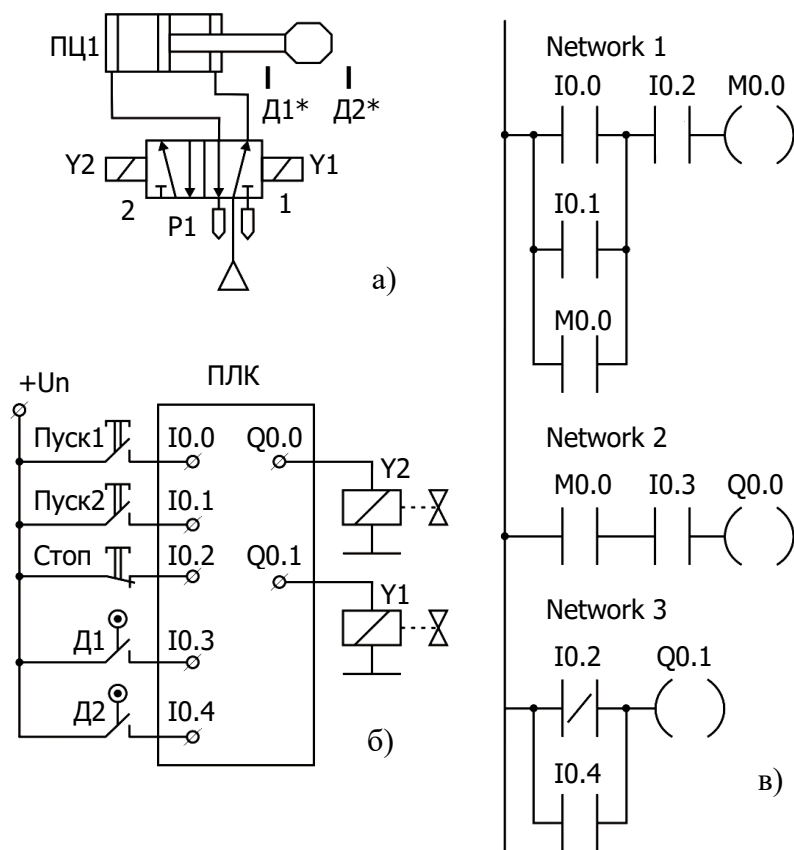 ПЦ1
Д1* Д2*
Y2
Y1
2
P1
1
а)
+Un
ПЛК
Пуск1
I0.0
Q0.0
Y2
Пуск2
I0.1
Стоп
I0.2
Q0.1
Y1
Д1
I0.3
Д2
I0.4
б)
Network 1
I0.0 I0.2 M0.0
I0.1
M0.0
Network 2
M0.0 I0.3 Q0.0
Network 3
I0.2 Q0.1
I0.4
в)